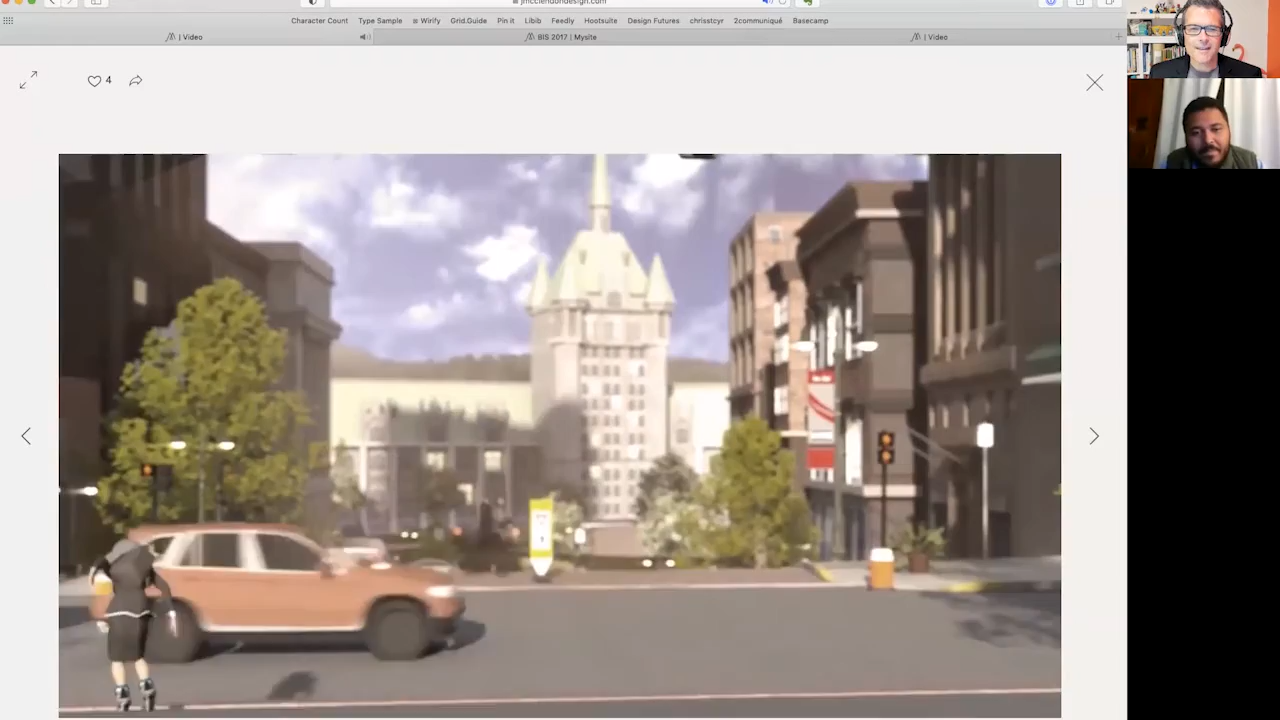 jmcclendondesign.com
Character Count Type Sample Wirify Grid.Guide Pin it Libib Feedly Hootsuite Design Futures chrisstcyr 2communiqué Basecamp
| Video BIS 2017 | Mysite | Video
4